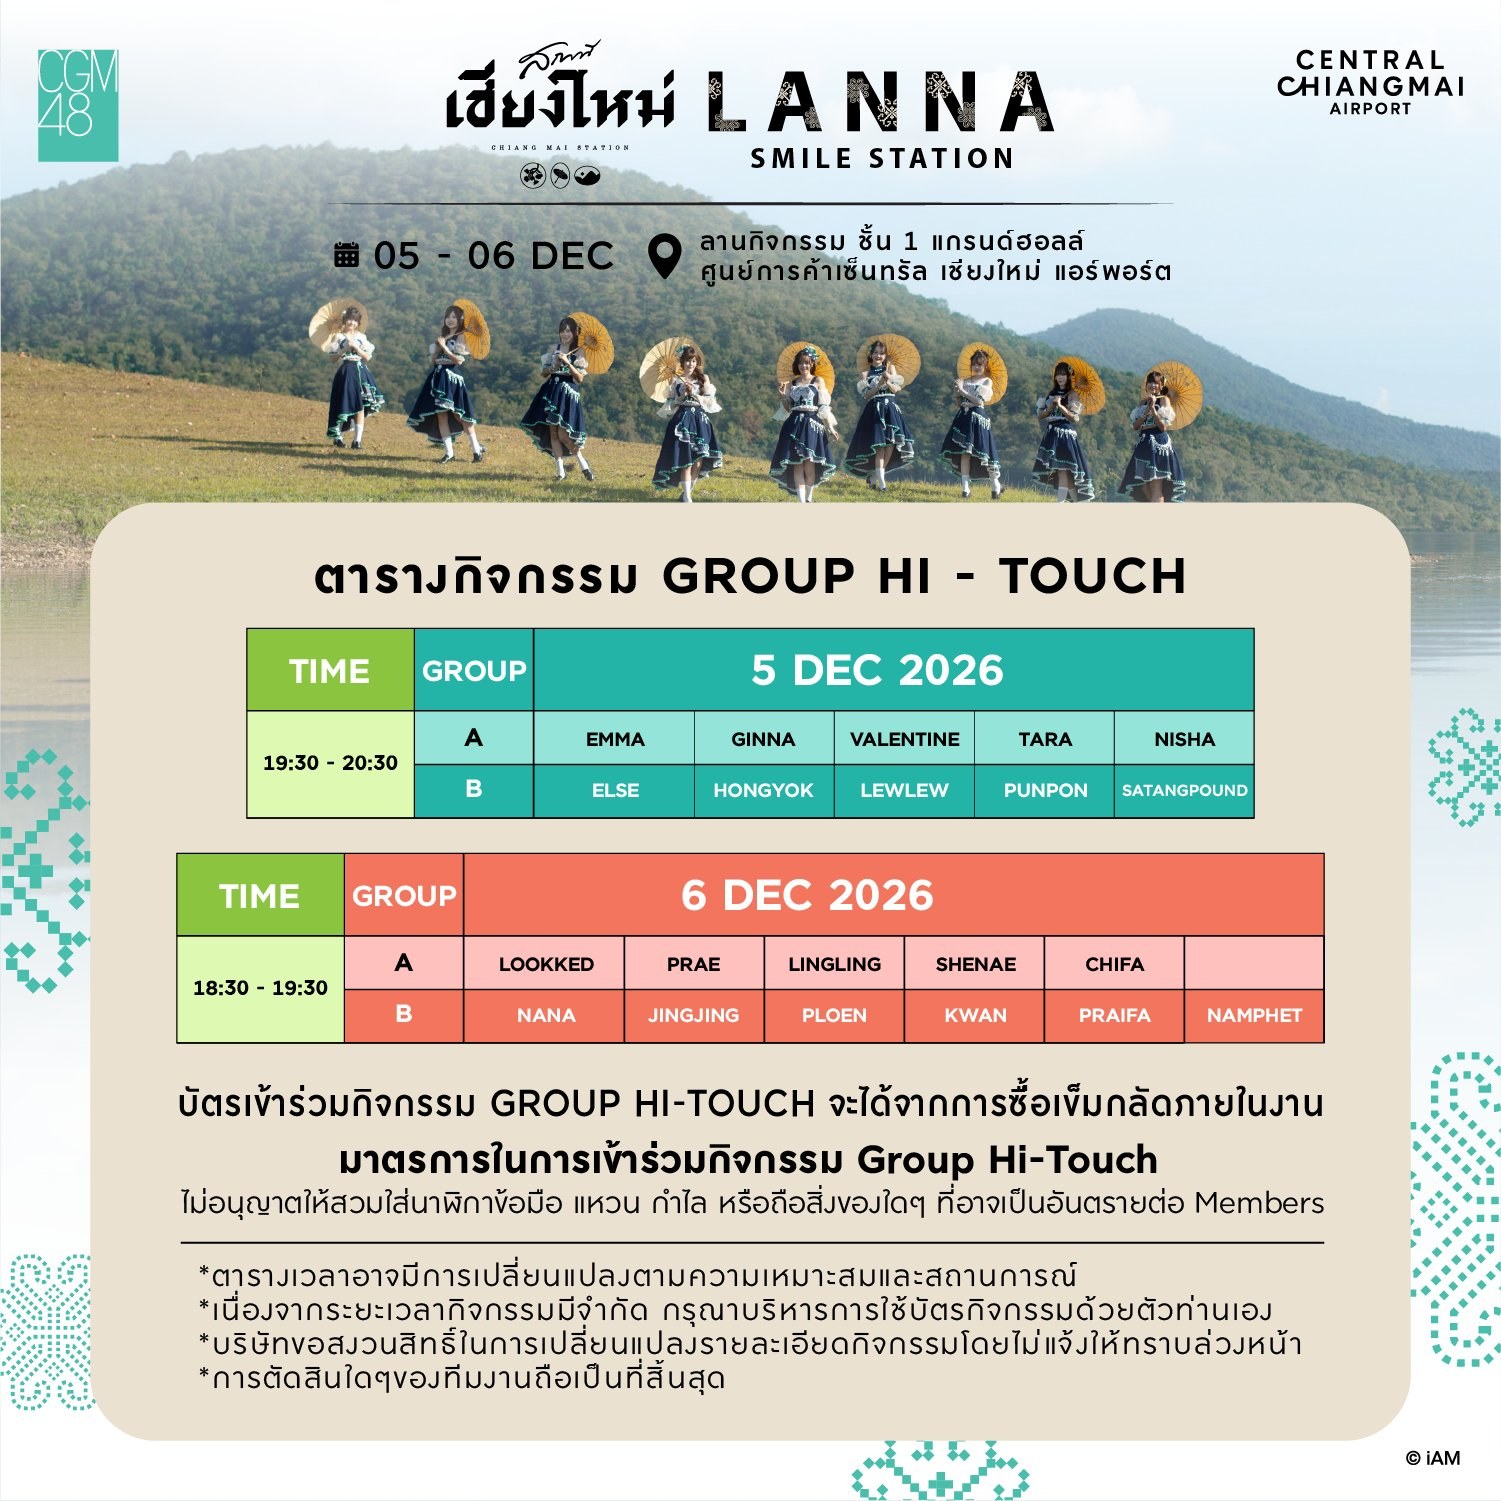 CGM
48
สถานี
เชียงใหม่
CHIANG MAI STATION
LANNA
SMILE STATION
CENTRAL
CHIANGMAI
AIRPORT
05 - 06 DEC
ลานกิจกรรม ชั้น 1 แกรนด์ฮอลล์
ศูนย์การค้าเซ็นทรัล เชียงใหม่ แอร์พอร์ต
ตารางกิจกรรม GROUP HI - TOUCH
TIME GROUP 5 DEC 2026
19:30 - 20:30
A EMMA GINNA VALENTINE TARA NISHA
B ELSE HONGYOK LEWLEW PUNPON SATANGPOUND
TIME GROUP 6 DEC 2026
18:30 - 19:30
A LOOKKED PRAE LINGLING SHENAE CHIFA
B NANA JINGJING PLOEN KWAN PRAIFA NAMPHET
บัตรเข้าร่วมกิจกรรม GROUP HI-TOUCH จะได้จากการซื้อเข็มกลัดภายในงาน
มาตรการในการเข้าร่วมกิจกรรม Group Hi-Touch
ไม่อนุญาตให้สวมใส่นาฬิกาข้อมือ แหวน กำไล หรือถือสิ่งของใดๆ ที่อาจเป็นอันตรายต่อ Members
*ตารางเวลาอาจมีการเปลี่ยนแปลงตามความเหมาะสมและสถานการณ์
*เนื่องจากระยะเวลากิจกรรมมีจำกัด กรุณาบริหารการใช้บัตรกิจกรรมด้วยตัวท่านเอง
*บริษัทขอสงวนสิทธิ์ในการเปลี่ยนแปลงรายละเอียดกิจกรรมโดยไม่แจ้งให้ทราบล่วงหน้า
*การตัดสินใดๆของทีมงานถือเป็นที่สิ้นสุด
© iAM